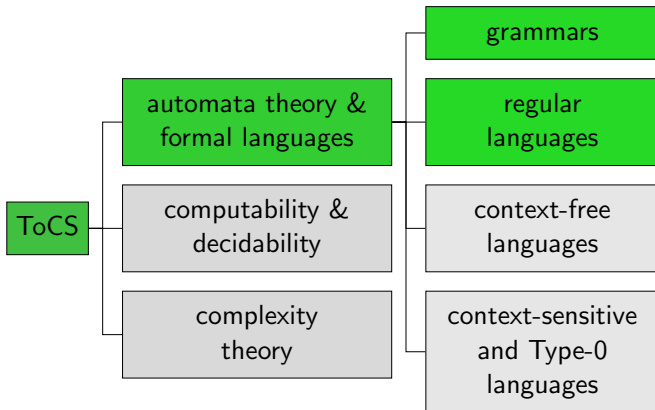 ToCS
automata theory &
formal languages
computability &
decidability
complexity
theory
grammars
regular
languages
context-free
languages
context-sensitive
and Type-0
languages